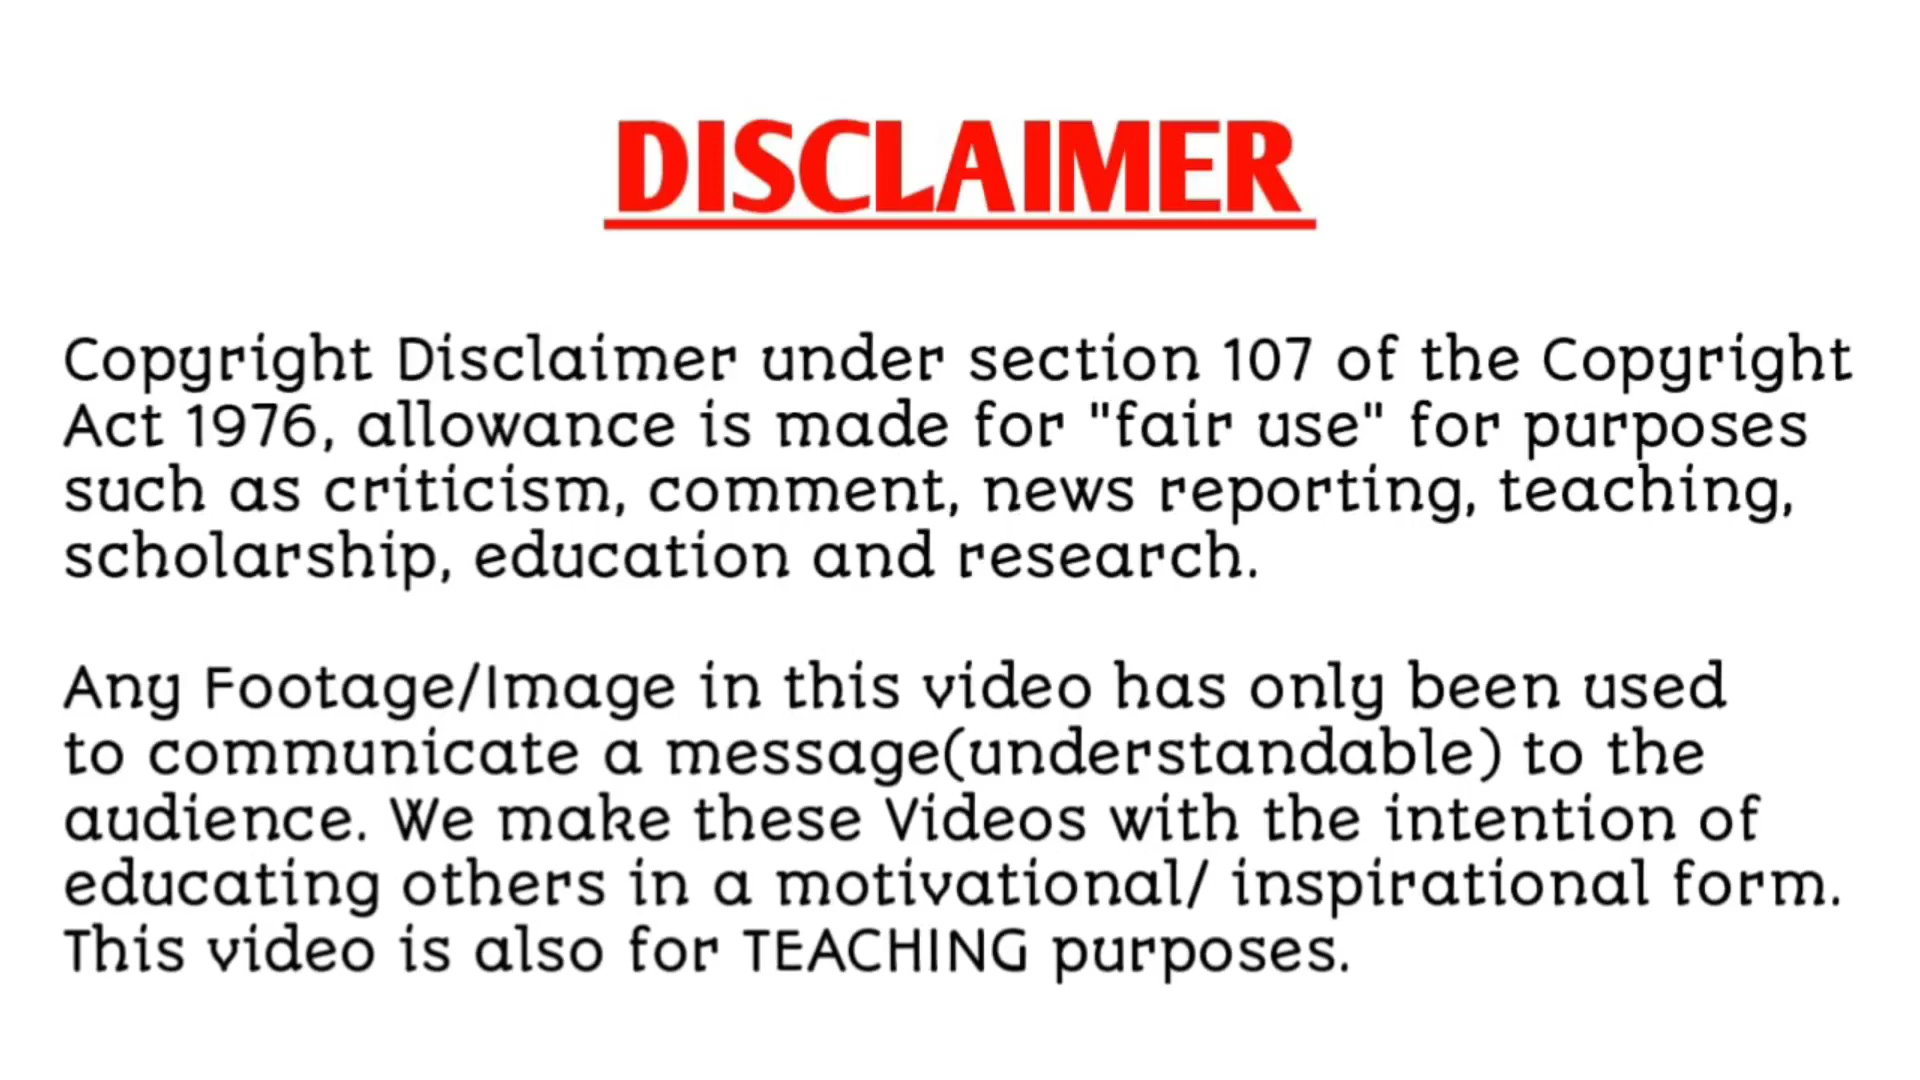 DISCLAIMER
Copyright Disclaimer under section 107 of the Copyright
Act 1976, allowance is made for "fair use" for purposes
such as criticism, comment, news reporting, teaching,
scholarship, education and research.
Any Footage/Image in this video has only been used
to communicate a message(understandable) to the
audience. We make these Videos with the intention of
educating others in a motivational/ inspirational form.
This video is also for TEACHING purposes.